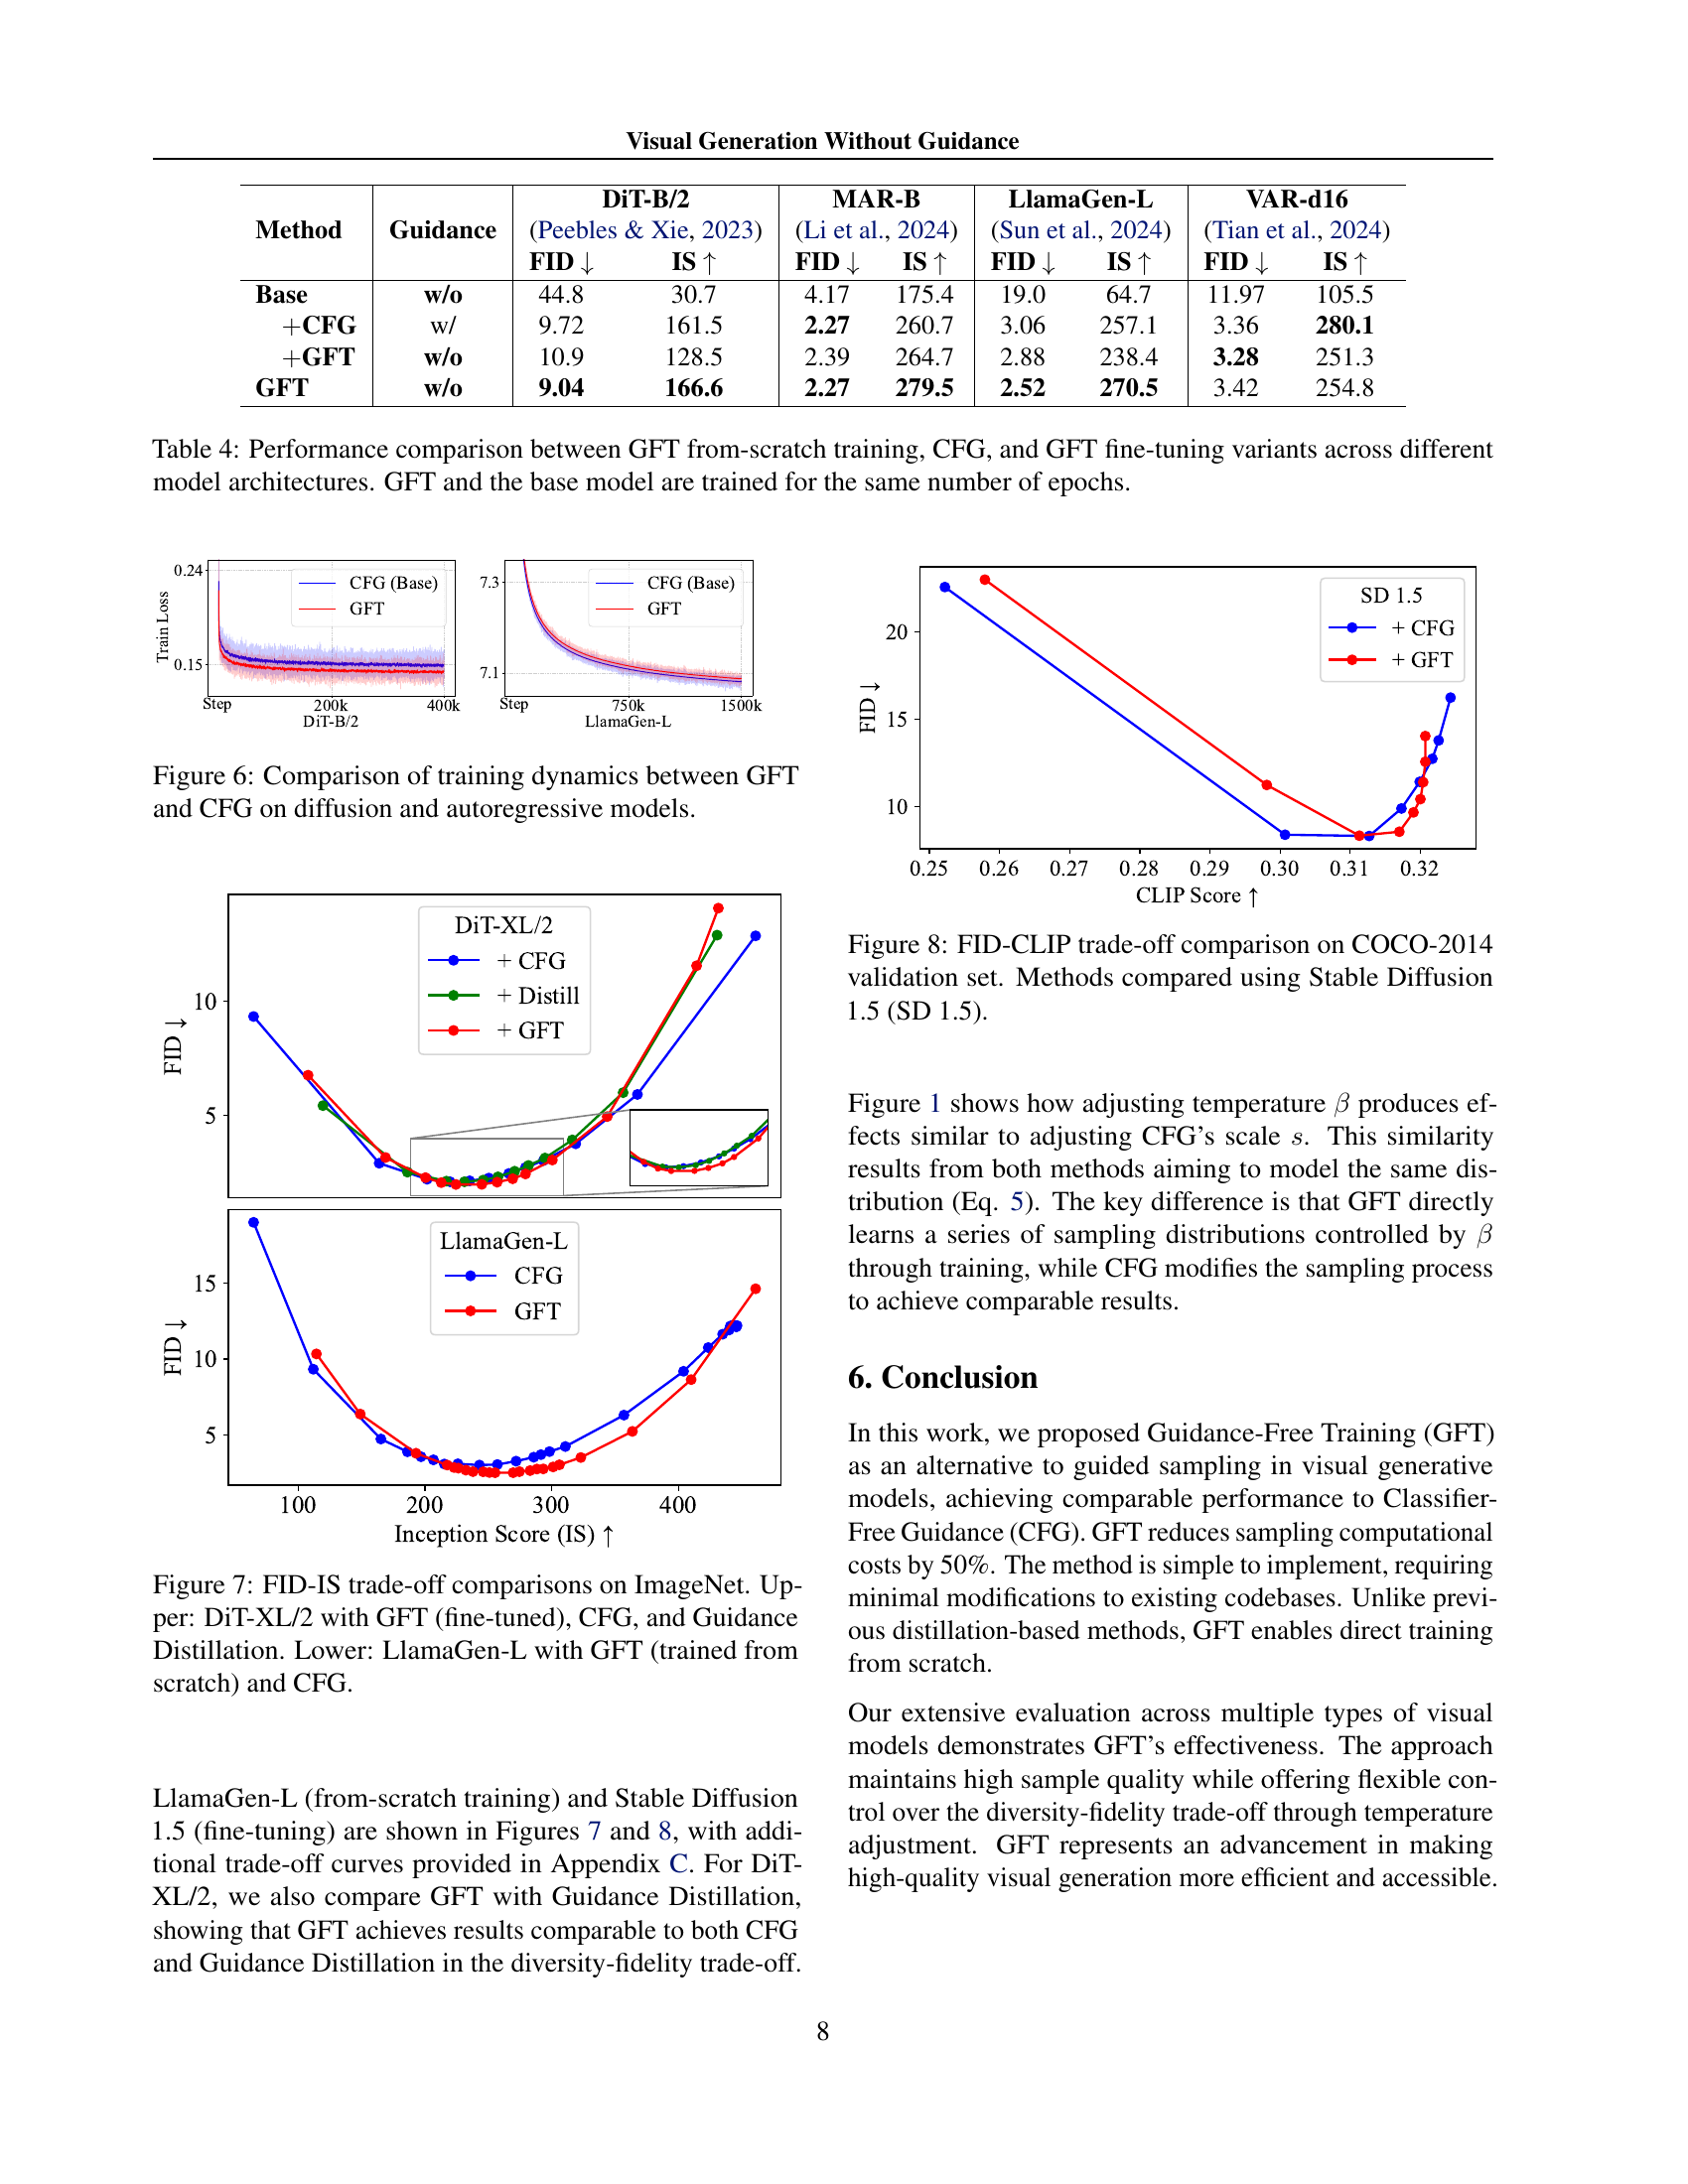 Visual Generation Without Guidance
Method Guidance DiT-B/2 MAR-B LlamaGen-L VAR-d16
(Peebles & Xie, 2023) (Li et al., 2024) (Sun et al., 2024) (Tian et al., 2024)
FID ↓ IS ↑ FID ↓ IS ↑ FID ↓ IS ↑ FID ↓ IS ↑
Base w/o 44.8 30.7 4.17 175.4 19.0 64.7 11.97 105.5
+CFG w/ 9.72 161.5 2.27 260.7 3.06 257.1 3.36 280.1
+GFT w/o 10.9 128.5 2.39 264.7 2.88 238.4 3.28 251.3
GFT w/o 9.04 166.6 2.27 279.5 2.52 270.5 3.42 254.8
Table 4: Performance comparison between GFT from-scratch training, CFG, and GFT fine-tuning variants across different
model architectures. GFT and the base model are trained for the same number of epochs.
0.24
0.15
Train Loss
CFG (Base)
GFT
Step 200k 400k
DiT-B/2
7.3
7.1
CFG (Base)
GFT
Step 750k 1500k
LlamaGen-L
Figure 6: Comparison of training dynamics between GFT
and CFG on diffusion and autoregressive models.
DiT-XL/2
+ CFG
+ Distill
+ GFT
10
5
FID ↓
LlamaGen-L
CFG
GFT
15
10
5
FID ↓
100 200 300 400
Inception Score (IS) ↑
Figure 7: FID-IS trade-off comparisons on ImageNet. Up-
per: DiT-XL/2 with GFT (fine-tuned), CFG, and Guidance
Distillation. Lower: LlamaGen-L with GFT (trained from
scratch) and CFG.
LlamaGen-L (from-scratch training) and Stable Diffusion
1.5 (fine-tuning) are shown in Figures 7 and 8, with addi-
tional trade-off curves provided in Appendix C. For DiT-
XL/2, we also compare GFT with Guidance Distillation,
showing that GFT achieves results comparable to both CFG
and Guidance Distillation in the diversity-fidelity trade-off.
SD 1.5
+ CFG
+ GFT
20
15
10
FID ↓
0.25 0.26 0.27 0.28 0.29 0.30 0.31 0.32
CLIP Score ↑
Figure 8: FID-CLIP trade-off comparison on COCO-2014
validation set. Methods compared using Stable Diffusion
1.5 (SD 1.5).
Figure 1 shows how adjusting temperature β produces ef-
fects similar to adjusting CFG's scale s. This similarity
results from both methods aiming to model the same dis-
tribution (Eq. 5). The key difference is that GFT directly
learns a series of sampling distributions controlled by β
through training, while CFG modifies the sampling process
to achieve comparable results.
6. Conclusion
In this work, we proposed Guidance-Free Training (GFT)
as an alternative to guided sampling in visual generative
models, achieving comparable performance to Classifier-
Free Guidance (CFG). GFT reduces sampling computational
costs by 50%. The method is simple to implement, requiring
minimal modifications to existing codebases. Unlike previ-
ous distillation-based methods, GFT enables direct training
from scratch.
Our extensive evaluation across multiple types of visual
models demonstrates GFT's effectiveness. The approach
maintains high sample quality while offering flexible con-
trol over the diversity-fidelity trade-off through temperature
adjustment. GFT represents an advancement in making
high-quality visual generation more efficient and accessible.
8